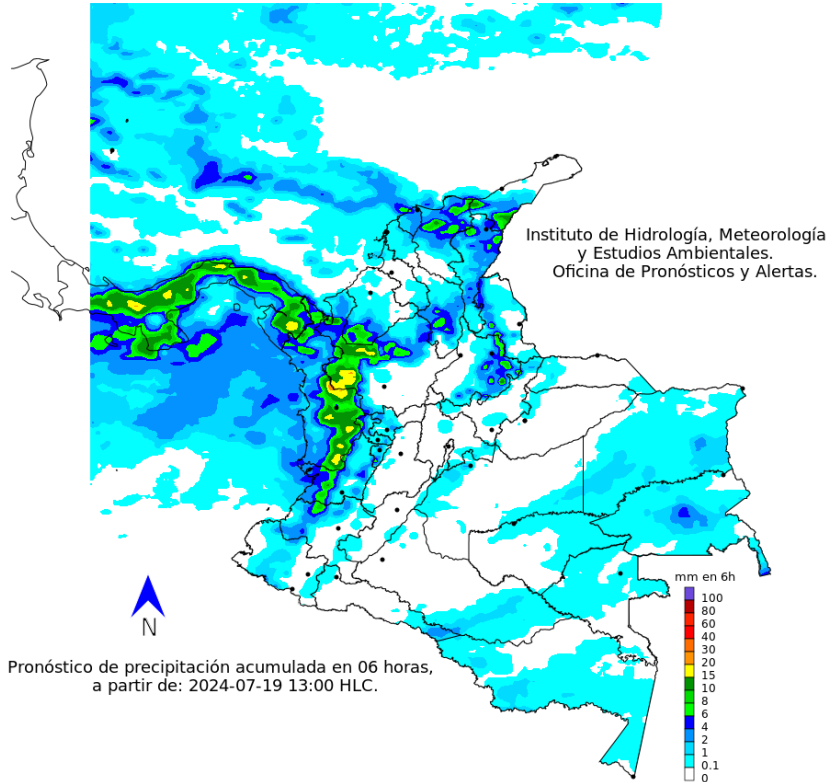 Instituto de Hidrología, Meteorología
y Estudios Ambientales.
Oficina de Pronósticos y Alertas.
mm en 6h
100
80
60
40
30
20
15
10
8
6
4
2
1
0.1
0
N
Pronóstico de precipitación acumulada en 06 horas,
a partir de: 2024-07-19 13:00 HLC.